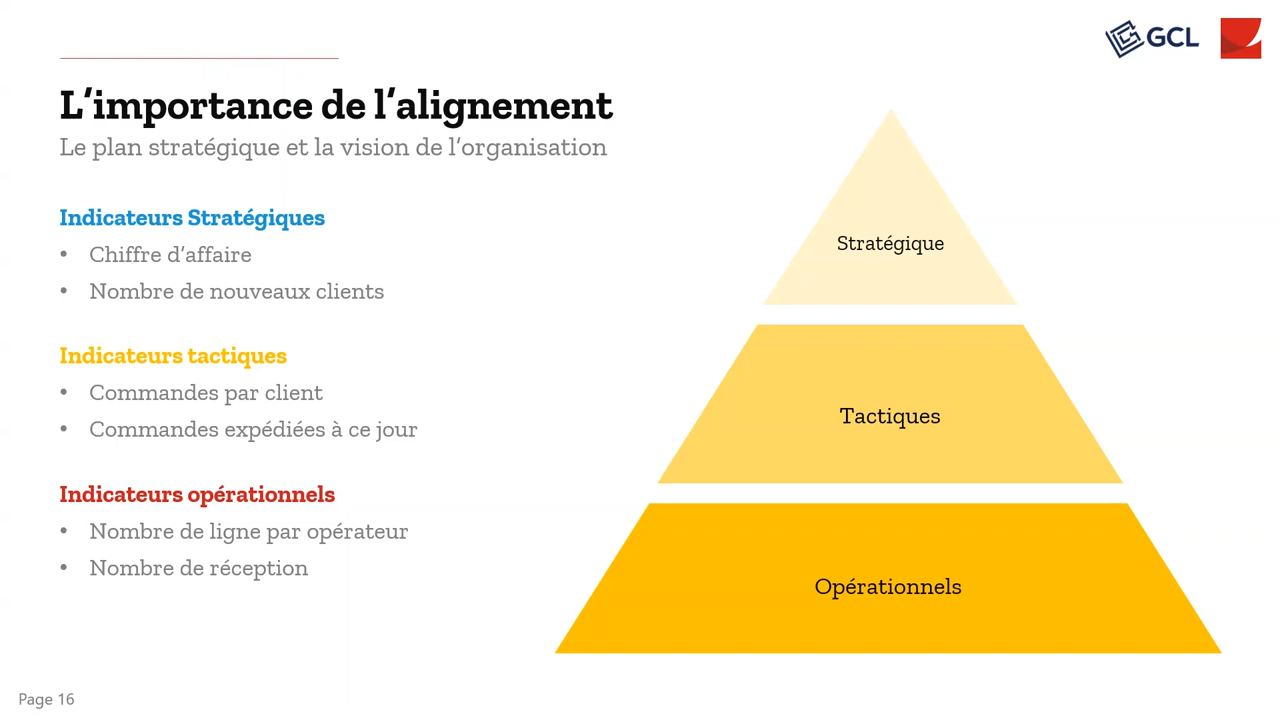 GCL
L’importance de l’alignement
Le plan stratégique et la vision de l’organisation
Indicateurs Stratégiques
• Chiffre d’affaire
• Nombre de nouveaux clients
Indicateurs tactiques
• Commandes par client
• Commandes expédiées à ce jour
Indicateurs opérationnels
• Nombre de ligne par opérateur
• Nombre de réception
Stratégique
Tactiques
Opérationnels
Page 16